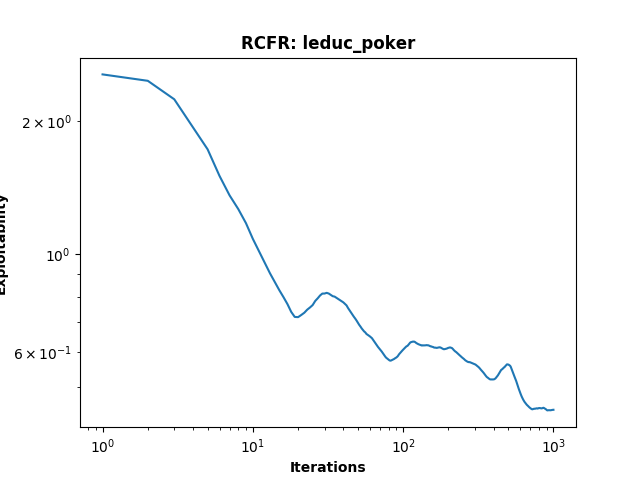 RCFR: leduc_poker
2 × 10⁰
10⁰
6 × 10⁻¹
Exploitability
10⁰ 10¹ 10² 10³
Iterations